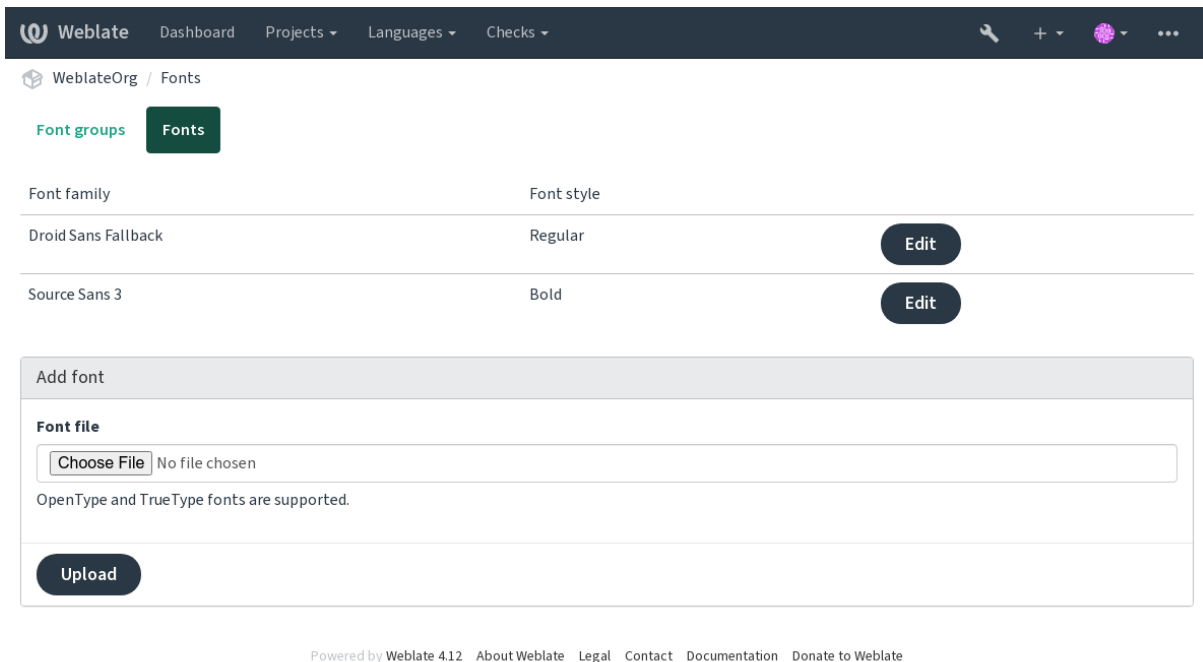 Weblate Dashboard Projects Languages Checks
WeblateOrg / Fonts
Font groups Fonts
Font family Font style
Droid Sans Fallback Regular Edit
Source Sans 3 Bold Edit
Add font
Font file
Choose File No file chosen
OpenType and TrueType fonts are supported.
Upload
Powered by Weblate 4.12 About Weblate Legal Contact Documentation Donate to Weblate